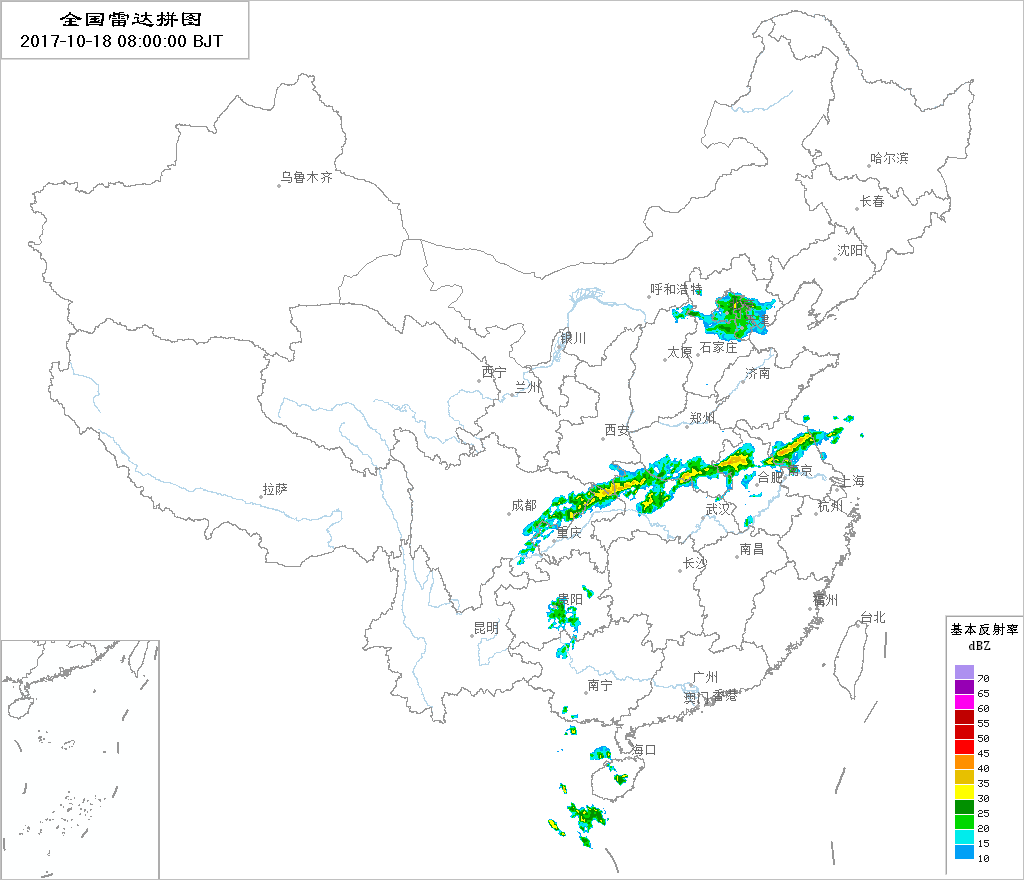 全国雷达拼图
2017-10-18 08:00:00 BJT
哈尔滨
乌鲁木齐
长春
沈阳
呼和浩特
银川
太原
石家庄
西宁
兰州
济南
郑州
西安
拉萨
成都
合肥
南京
上海
武汉
杭州
重庆
南昌
长沙
贵阳
福州
台北
昆明
南宁
广州
澳门
香港
海口
基本反射率
dBZ
70
65
60
55
50
45
40
35
30
25
20
15
10